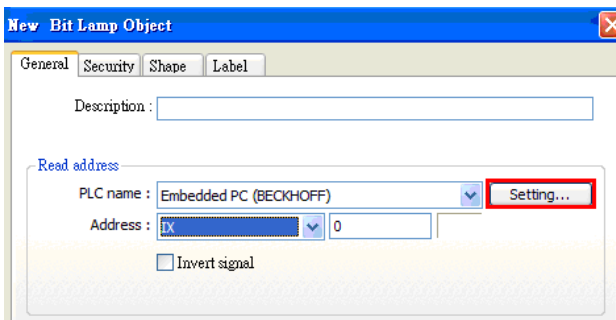 New Bit Lamp Object
General Security Shape Label
Description :
Read address
PLC name : Embedded PC (BECKHOFF) Setting...
Address : IX 0
Invert signal